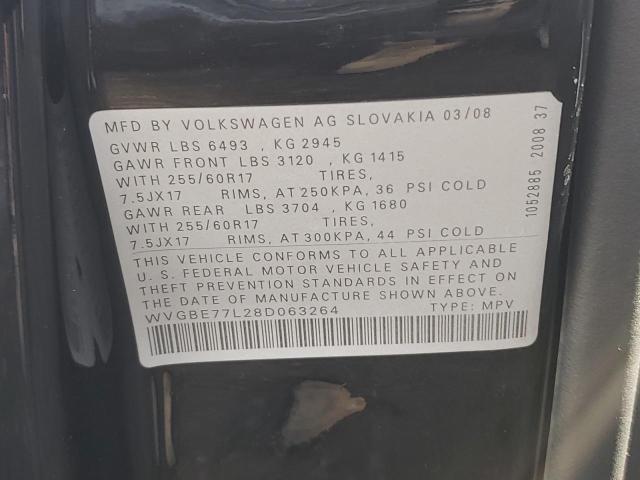 MFD BY VOLKSWAGEN AG SLOVAKIA 03/08
GVWR LBS 6493 , KG 2945
GAWR FRONT LBS 3120 , KG 1415
WITH 255/60R17 TIRES,
7.5JX17 RIMS, AT 250KPA, 36 PSI COLD
GAWR REAR LBS 3704 , KG 1680
WITH 255/60R17 TIRES,
7.5JX17 RIMS, AT 300KPA, 44 PSI COLD
THIS VEHICLE CONFORMS TO ALL APPLICABLE
U. S. FEDERAL MOTOR VEHICLE SAFETY AND
THEFT PREVENTION STANDARDS IN EFFECT ON
THE DATE OF MANUFACTURE SHOWN ABOVE.
WVGBE77L28D063264 TYPE: MPV
1052885 2008 37